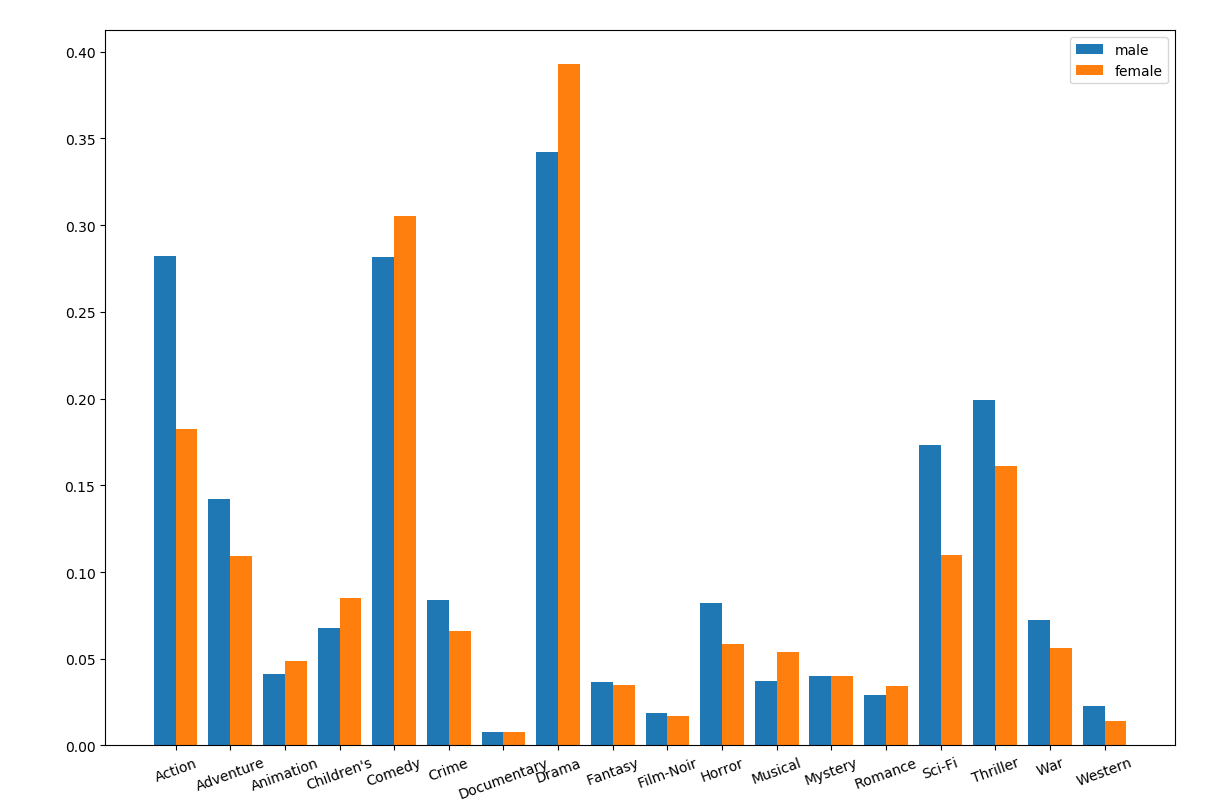 0.40
0.35
0.30
0.25
0.20
0.15
0.10
0.05
0.00
male
female
Action
Adventure
Animation
Children's
Comedy
Crime
Documentary
Drama
Fantasy
Film-Noir
Horror
Musical
Mystery
Romance
Sci-Fi
Thriller
War
Western